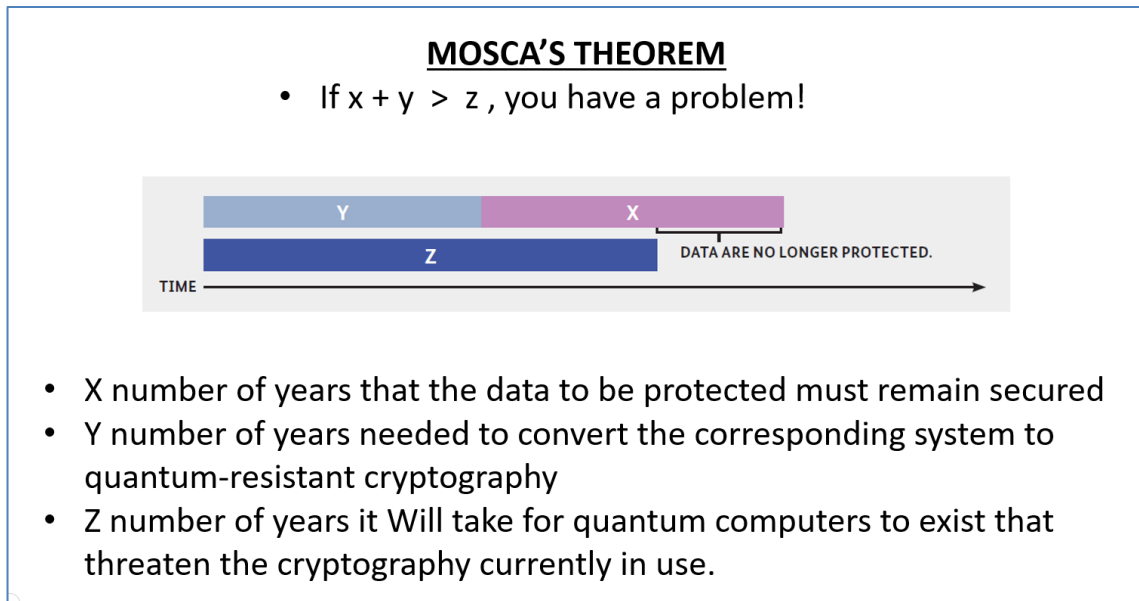 MOSCA’S THEOREM
• If x + y > z , you have a problem!
Y X
Z DATA ARE NO LONGER PROTECTED.
TIME
• X number of years that the data to be protected must remain secured
• Y number of years needed to convert the corresponding system to
quantum-resistant cryptography
• Z number of years it Will take for quantum computers to exist that
threaten the cryptography currently in use.